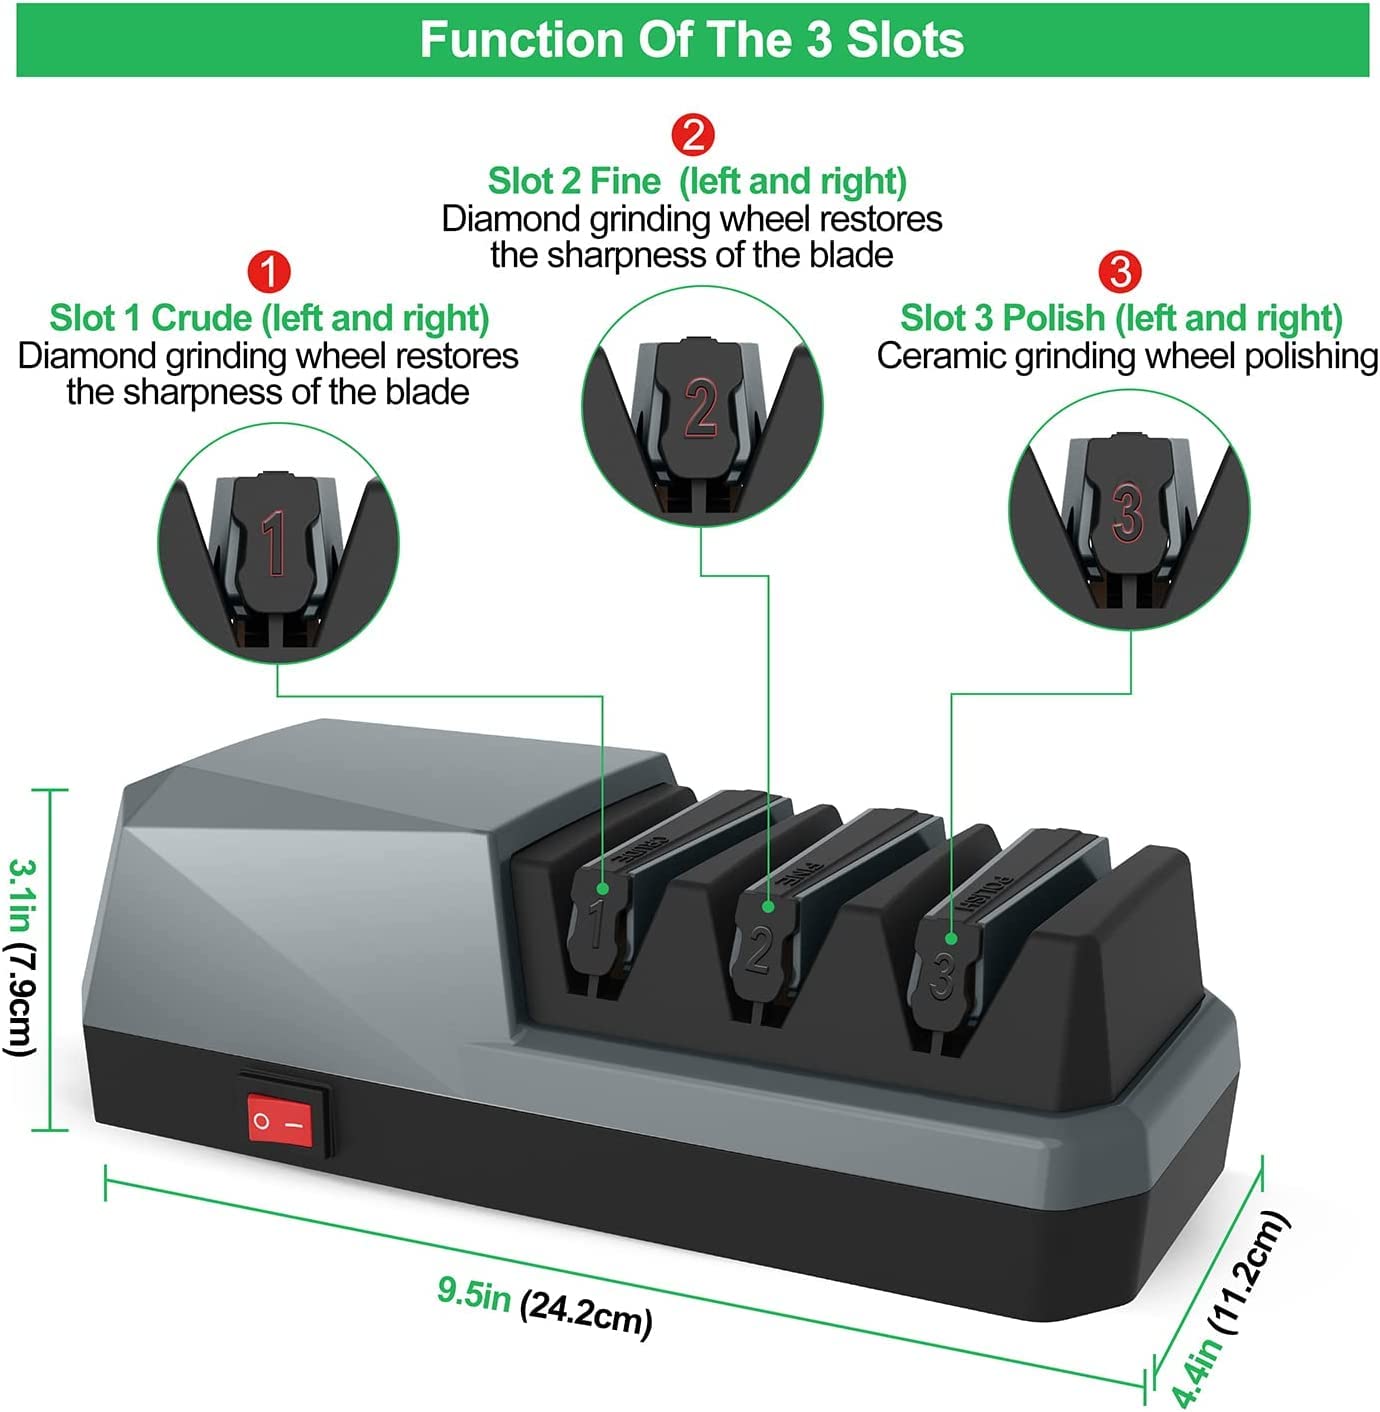 Function Of The 3 Slots
2
Slot 2 Fine (left and right)
Diamond grinding wheel restores
the sharpness of the blade
1
Slot 1 Crude (left and right)
Diamond grinding wheel restores
the sharpness of the blade
3
Slot 3 Polish (left and right)
Ceramic grinding wheel polishing
2
1
3
CRUDE
FINE
POLISH
1
2
3
3.1in (7.9cm)
9.5in (24.2cm)
4.4in (11.2cm)